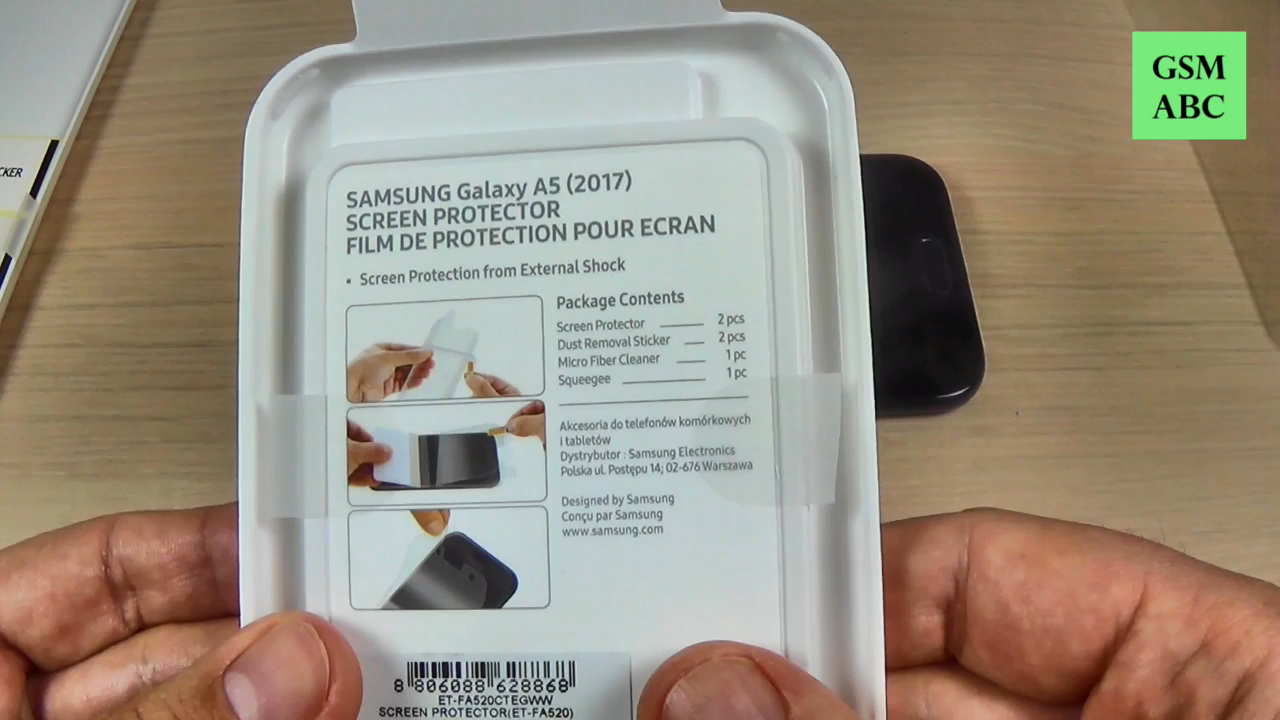 GSM
ABC
CKER
SAMSUNG Galaxy A5 (2017)
SCREEN PROTECTOR
FILM DE PROTECTION POUR ECRAN
• Screen Protection from External Shock
Package Contents
Screen Protector 2 pcs
Dust Removal Sticker 2 pcs
Micro Fiber Cleaner 1 pc
Squeegee 1 pc
Akcesoria do telefonów komórkowych
i tabletów
Dystrybutor : Samsung Electronics
Polska ul. Postępu 14; 02-676 Warszawa
Designed by Samsung
Conçu par Samsung
www.samsung.com
8 806088 628868
ET-FA520CTEGWW
SCREEN PROTECTOR(ET-FA520)